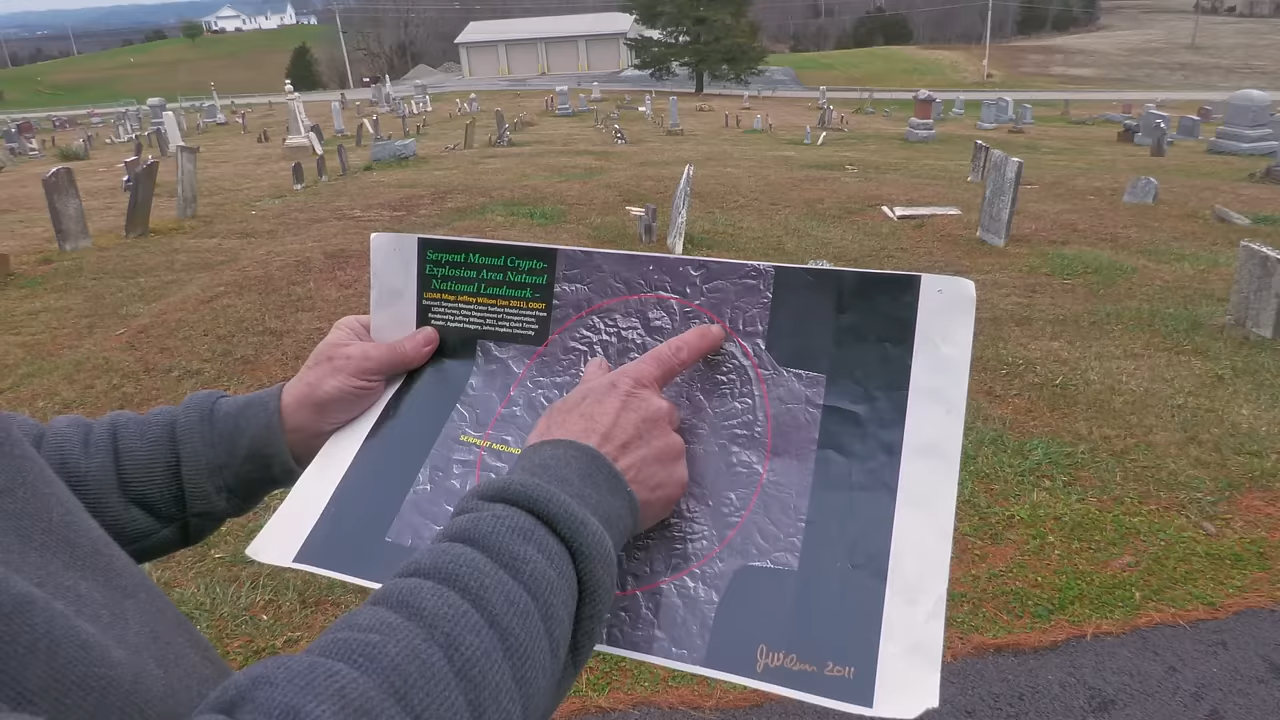 Serpent Mound Crypto-
Explosion Area Natural
National Landmark –
LiDAR Map: Jeffrey Wilson (Jan 2011), ODOT
Dataset: Serpent Mound Crater Surface Model created from
LiDAR Survey, Ohio Department of Transportation;
Rendered by Jeffrey Wilson, 2011, using Quick Terrain
Reader, Applied Imagery, Johns Hopkins University
SERPENT MOUND
JWilson 2011